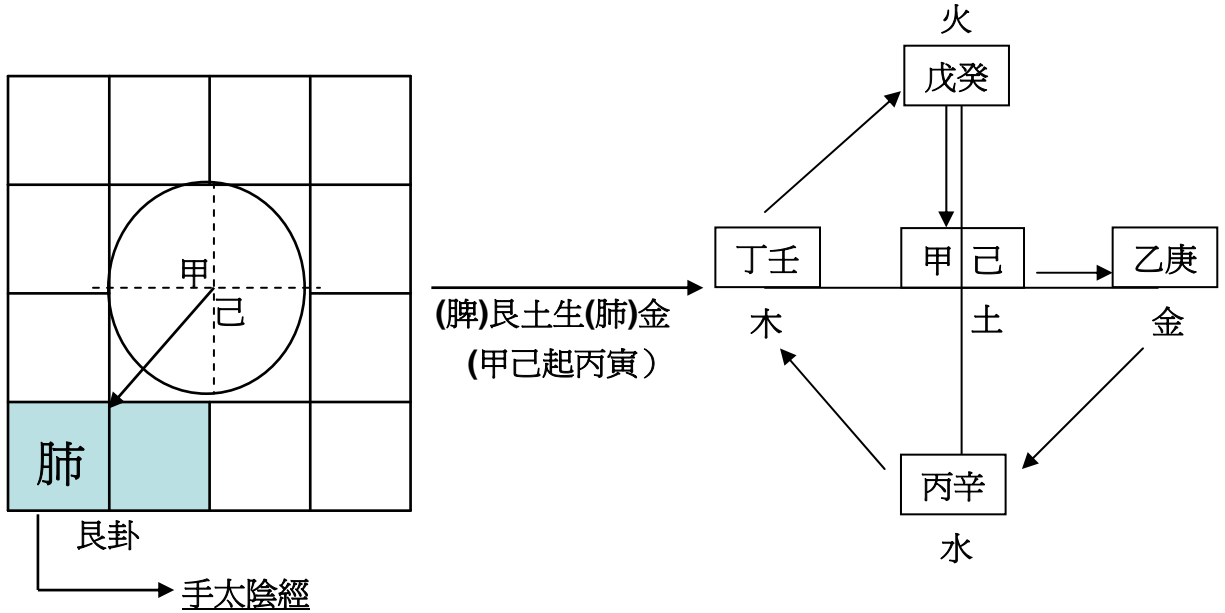 火
戊癸
甲
己
丁壬
甲 己
乙庚
(脾)艮土生(肺)金
(甲己起丙寅)
木
土
金
肺
丙辛
艮卦
水
手太陰經